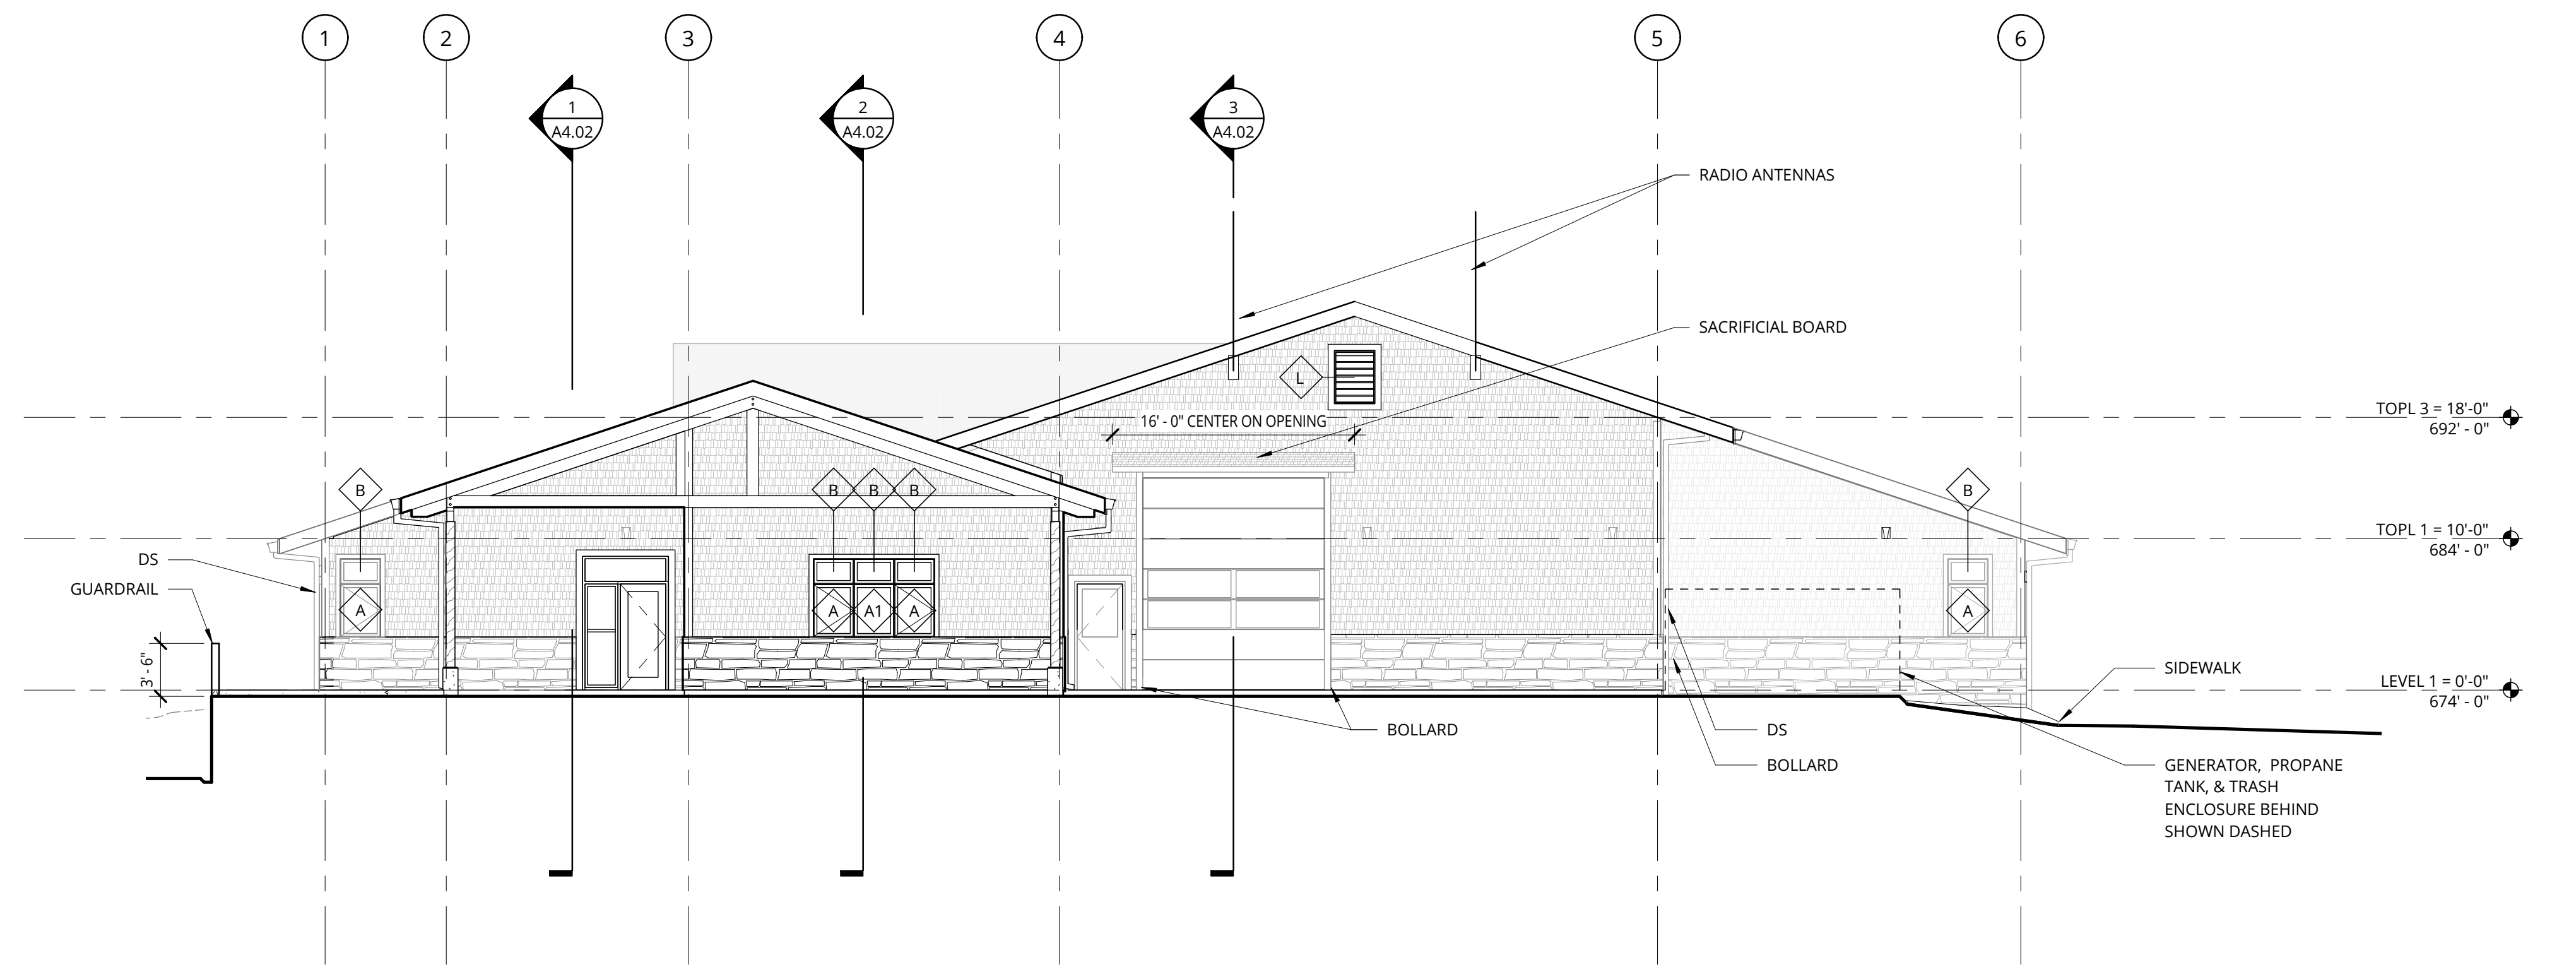 1
2
3
4
5
6
1
A4.02
2
A4.02
3
A4.02
RADIO ANTENNAS
SACRIFICIAL BOARD
L
16' - 0" CENTER ON OPENING
TOPL 3 = 18'-0"
692' - 0"
B
B
B
B
B
TOPL 1 = 10'-0"
684' - 0"
DS
GUARDRAIL
A
A
A1
A
A
3' - 6"
SIDEWALK
LEVEL 1 = 0'-0"
674' - 0"
BOLLARD
DS
BOLLARD
GENERATOR, PROPANE
TANK, & TRASH
ENCLOSURE BEHIND
SHOWN DASHED